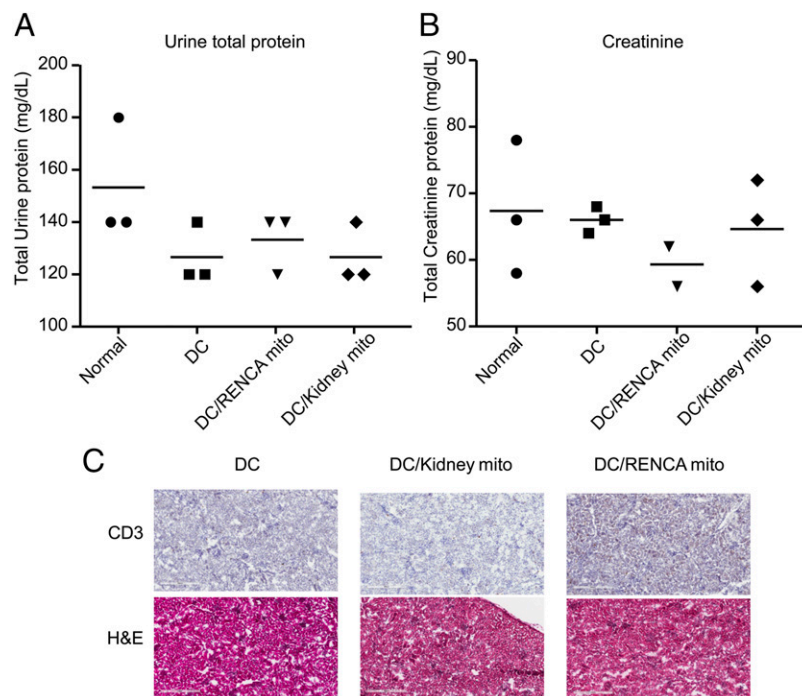 A
Urine total protein
Total Urine protein (mg/dL)
200
180
160
140
120
100
Normal
DC
DC/RENCA mito
DC/Kidney mito
B
Creatinine
Total Creatinine protein (mg/dL)
90
80
70
60
50
Normal
DC
DC/RENCA mito
DC/Kidney mito
C
DC
DC/Kidney mito
DC/RENCA mito
CD3
H&E